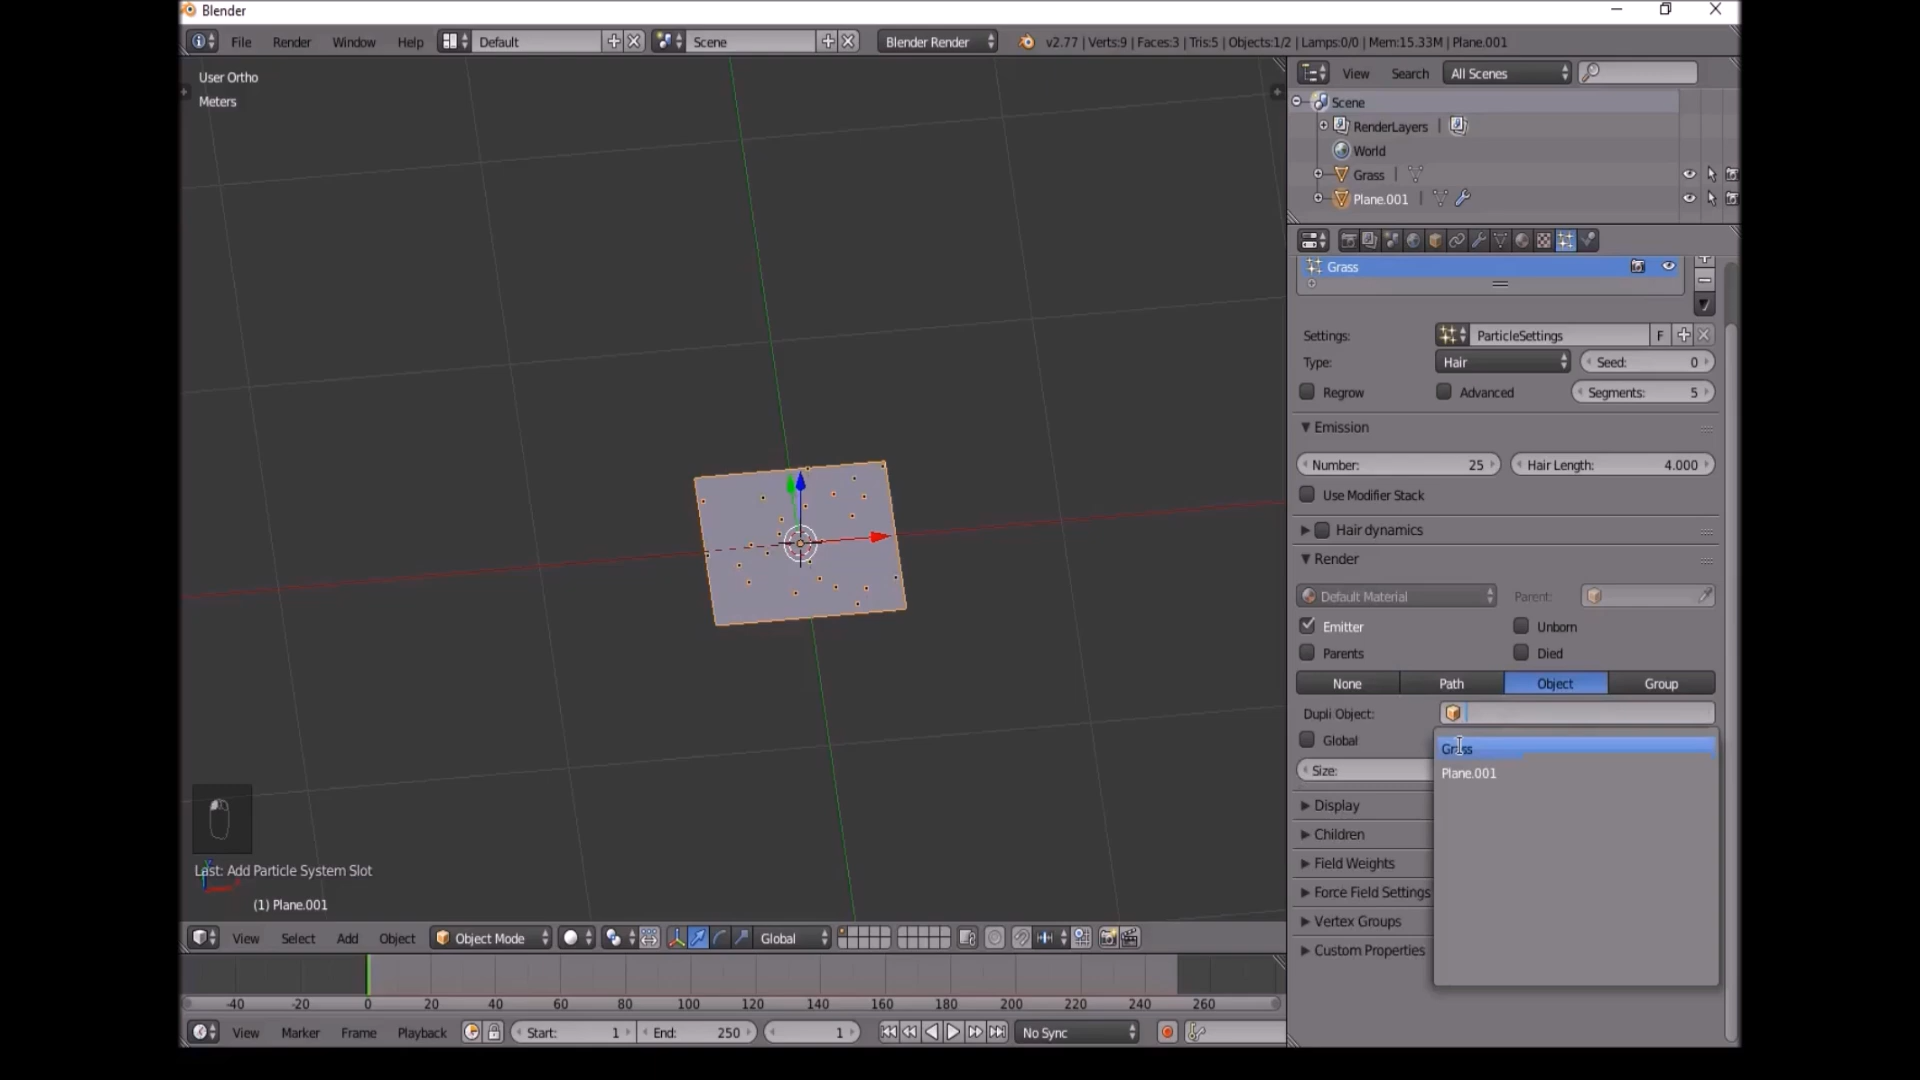 Blender
File Render Window Help Default Scene Blender Render v2.77 | Verts:9 | Faces:3 | Tris:5 | Objects:1/2 | Lamps:0/0 | Mem:15.33M | Plane.001
User Ortho
Meters
View Search All Scenes
Scene
RenderLayers
World
Grass
Plane.001
Grass
Settings: ParticleSettings F
Type: Hair Seed: 0
Regrow Advanced Segments: 5
Emission
Number: 25 Hair Length: 4.000
Use Modifier Stack
Hair dynamics
Render
Default Material Parent:
Emitter Unborn
Parents Died
None Path Object Group
Dupli Object:
Global
Grass
Plane.001
Size:
Display
Children
Field Weights
Force Field Settings
Vertex Groups
Custom Properties
Last: Add Particle System Slot
(1) Plane.001
View Select Add Object Object Mode Global
-40 -20 0 20 40 60 80 100 120 140 160 180 200 220 240 260
View Marker Frame Playback Start: 1 End: 250 1 No Sync